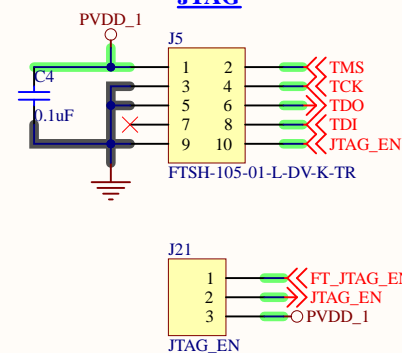 JTAG
PVDD_1
J5
C4
0.1uF
1 2 TMS
3 4 TCK
5 6 TDO
7 8 TDI
9 10 JTAG_EN
FTSH-105-01-L-DV-K-TR
J21
1 FT_JTAG_EN
2 JTAG_EN
3 PVDD_1
JTAG_EN